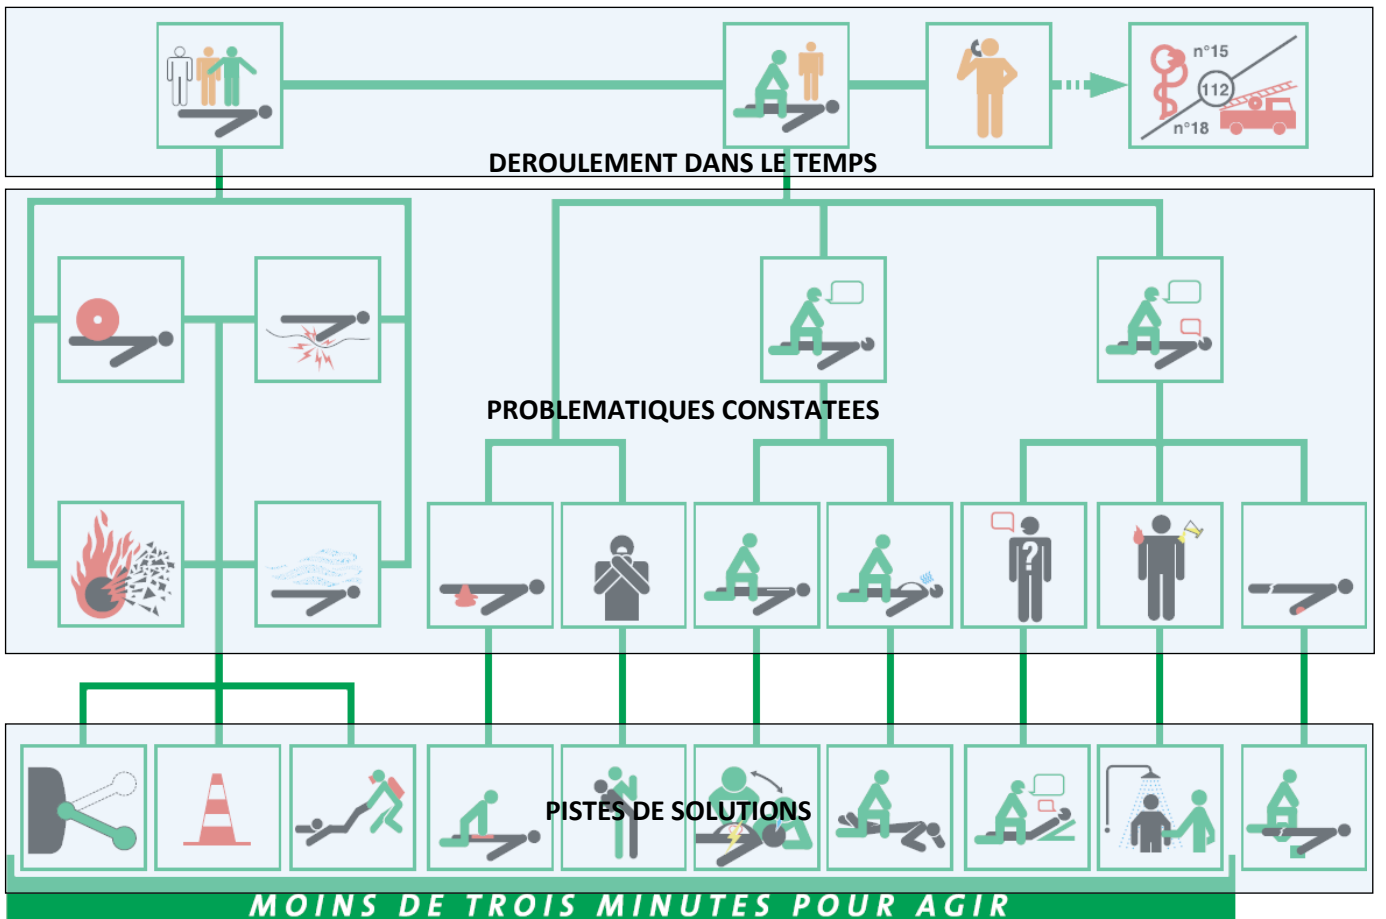 n°15
112
n°18
DEROULEMENT DANS LE TEMPS
PROBLEMATIQUES CONSTATEES
?
PISTES DE SOLUTIONS
MOINS DE TROIS MINUTES POUR AGIR